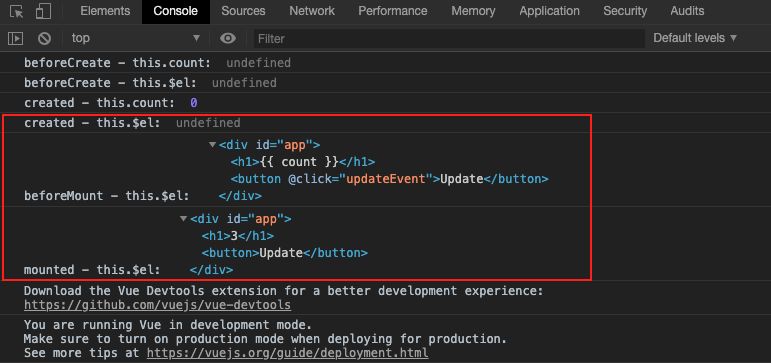 Elements Console Sources Network Performance Memory Application Security Audits
top Filter Default levels
beforeCreate - this.count: undefined
beforeCreate - this.$el: undefined
created - this.count: 0
created - this.$el: undefined
<div id="app">
<h1>{{ count }}</h1>
<button @click="updateEvent">Update</button>
beforeMount - this.$el: </div>
<div id="app">
<h1>3</h1>
<button>Update</button>
mounted - this.$el: </div>
Download the Vue Devtools extension for a better development experience:
https://github.com/vuejs/vue-devtools
You are running Vue in development mode.
Make sure to turn on production mode when deploying for production.
See more tips at https://vuejs.org/guide/deployment.html